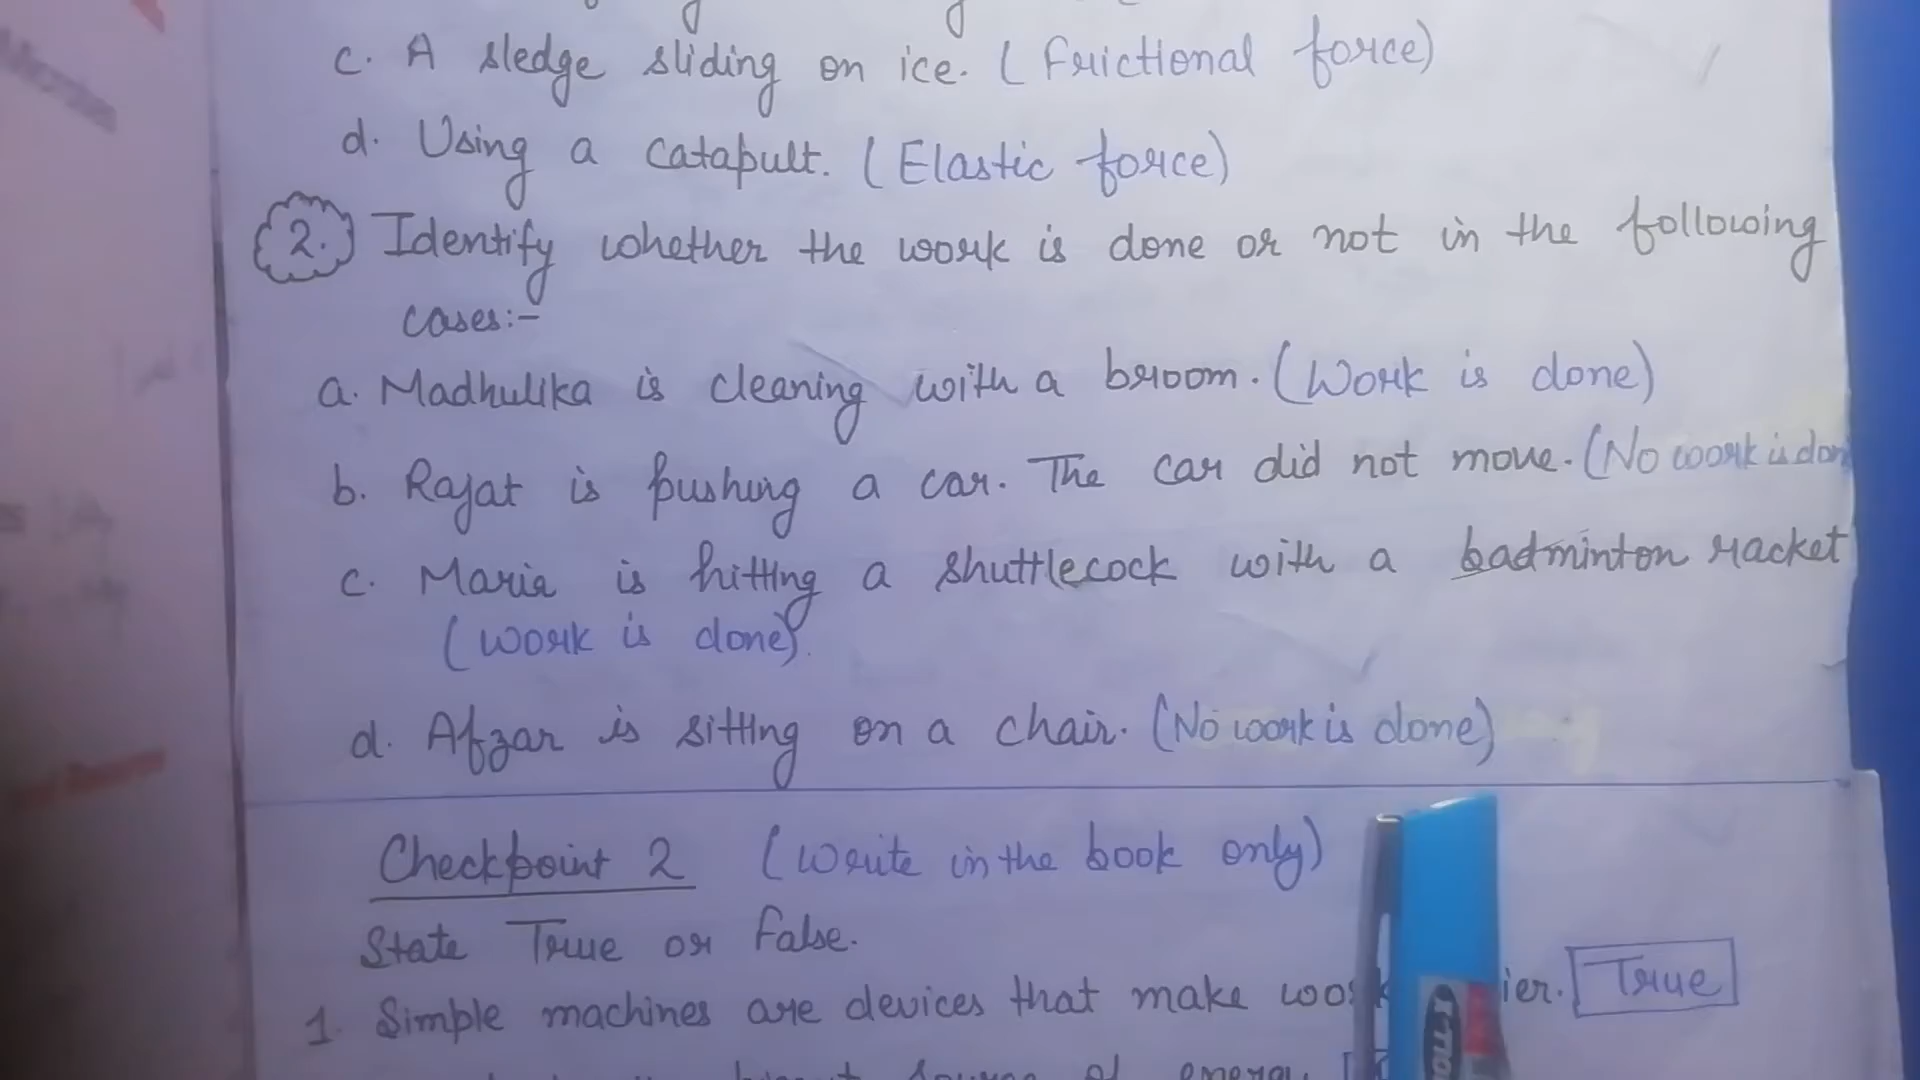 c. A sledge sliding on ice. (Frictional force)
d. Using a catapult. (Elastic force)
2. Identify whether the work is done or not in the following
cases:-
a. Madhulika is cleaning with a broom. (Work is done)
b. Rajat is pushing a car. The car did not move. (No work is don
c. Maria is hitting a shuttlecock with a badminton racket
(work is done).
d. Afzar is sitting on a chair. (No work is done)
Checkpoint 2 (Write in the book only)
State True or False.
1. Simple machines are devices that make wor ier. True
of energy.